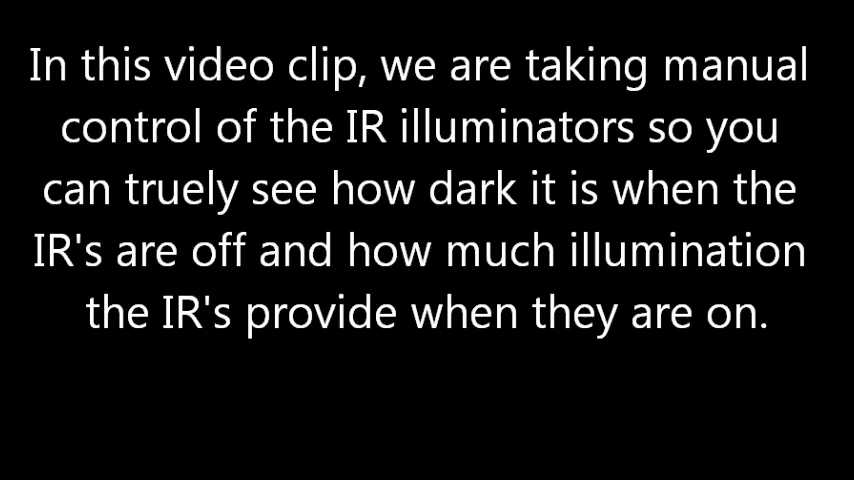 In this video clip, we are taking manual
control of the IR illuminators so you
can truely see how dark it is when the
IR's are off and how much illumination
the IR's provide when they are on.